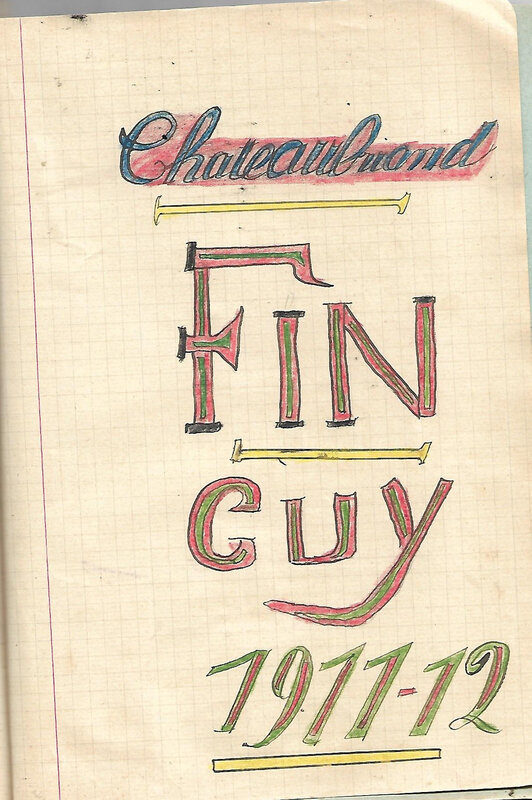 Chateaubriand
FIN
GUY
1911-12